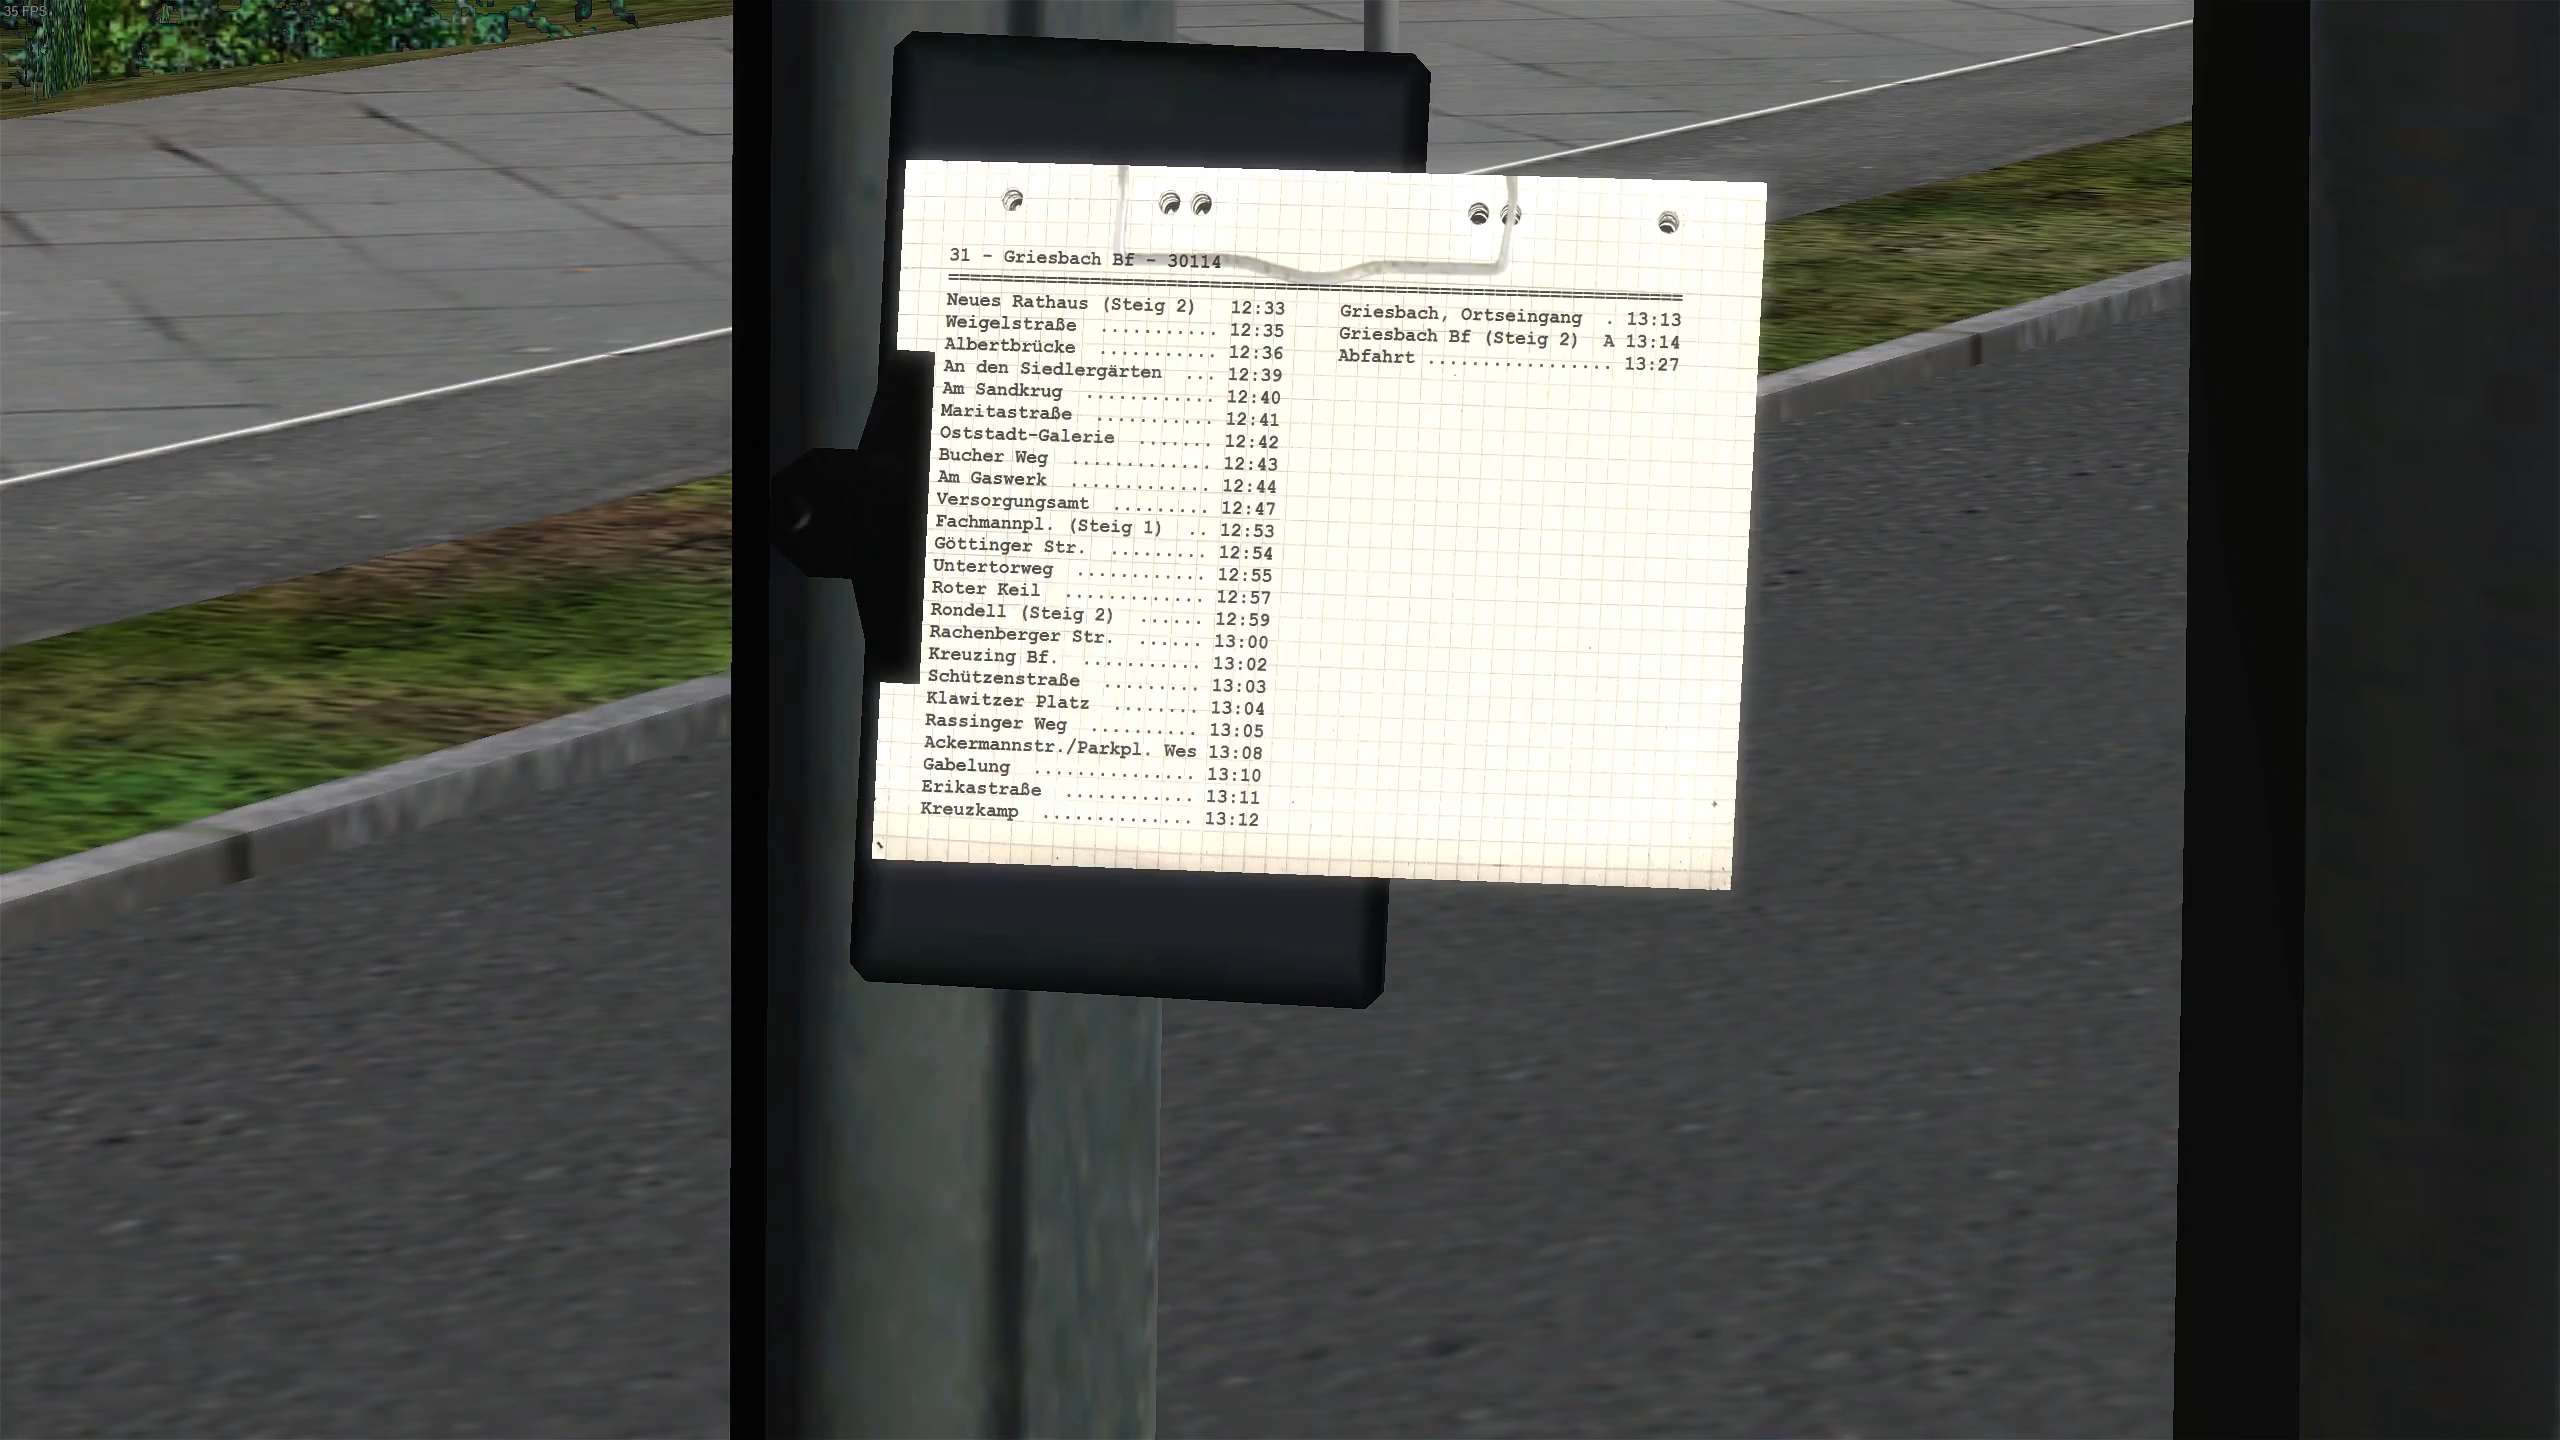 35 FPS
31 - Griesbach Bf - 30114
================================================================================
Neues Rathaus (Steig 2) 12:33
Weigelstraße ........... 12:35
Albertbrücke ........... 12:36
An den Siedlergärten ... 12:39
Am Sandkrug ............ 12:40
Maritastraße ........... 12:41
Oststadt-Galerie ....... 12:42
Bucher Weg ............. 12:43
Am Gaswerk ............. 12:44
Versorgungsamt ......... 12:47
Fachmannpl. (Steig 1) .. 12:53
Göttinger Str. ......... 12:54
Untertorweg ............ 12:55
Roter Keil ............. 12:57
Rondell (Steig 2) ...... 12:59
Rachenberger Str. ...... 13:00
Kreuzing Bf. ........... 13:02
Schützenstraße ......... 13:03
Klawitzer Platz ........ 13:04
Rassinger Weg .......... 13:05
Ackermannstr./Parkpl. Wes 13:08
Gabelung ............... 13:10
Erikastraße ............ 13:11
Kreuzkamp .............. 13:12
Griesbach, Ortseingang . 13:13
Griesbach Bf (Steig 2) A 13:14
Abfahrt ................. 13:27